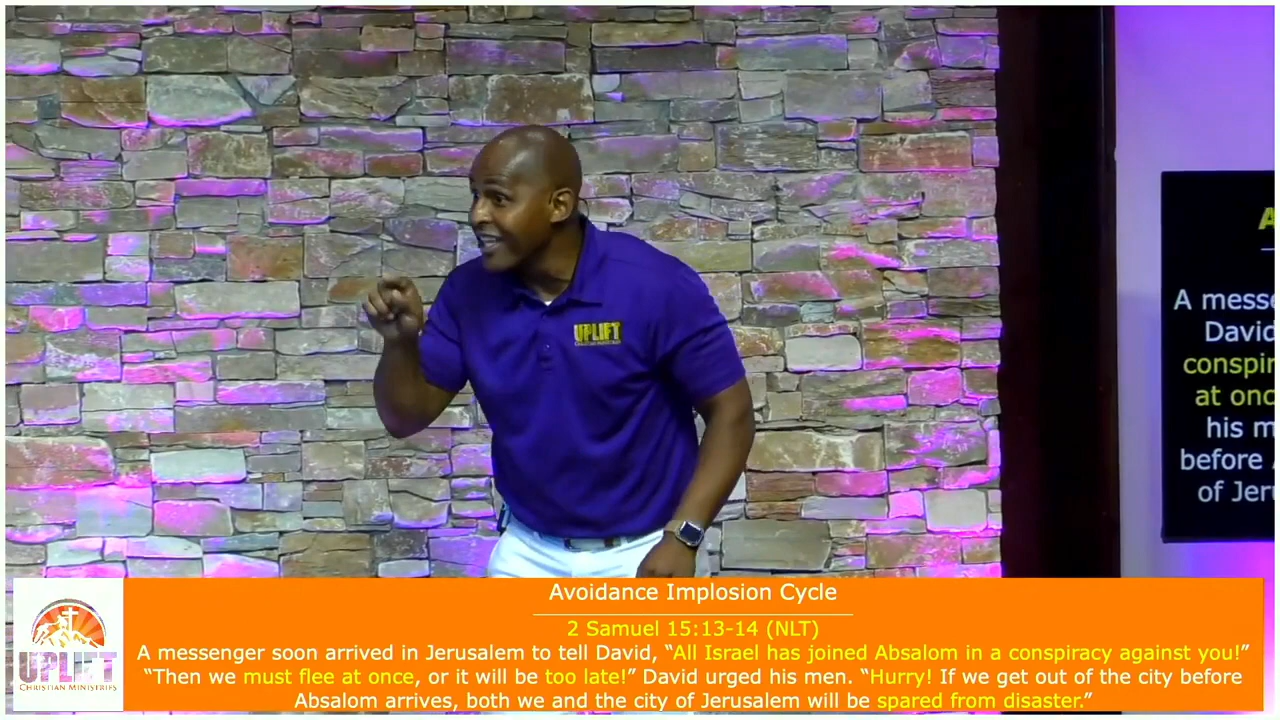 UPLIFT
CHRISTIAN MINISTRIES
A
A messe
David
conspir
at onc
his m
before
of Jer
Avoidance Implosion Cycle
2 Samuel 15:13-14 (NLT)
A messenger soon arrived in Jerusalem to tell David, “All Israel has joined Absalom in a conspiracy against you!”
“Then we must flee at once, or it will be too late!” David urged his men. “Hurry! If we get out of the city before
Absalom arrives, both we and the city of Jerusalem will be spared from disaster.”
UPLIFT
CHRISTIAN MINISTRIES